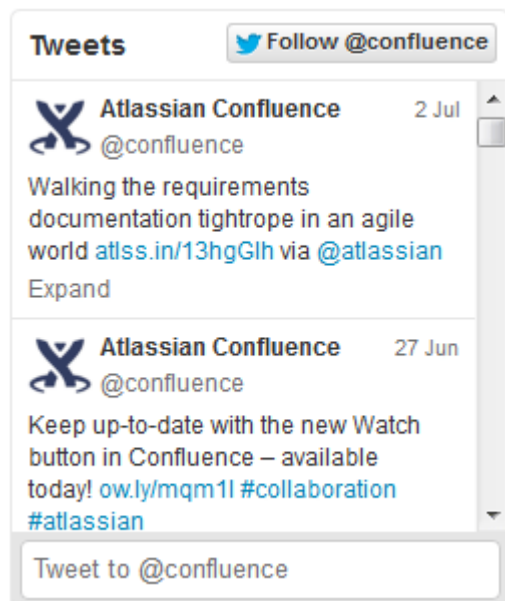 Tweets
Follow @confluence
Atlassian Confluence 2 Jul
@confluence
Walking the requirements
documentation tightrope in an agile
world atlss.in/13hgGlh via @atlassian
Expand
Atlassian Confluence 27 Jun
@confluence
Keep up-to-date with the new Watch
button in Confluence – available
today! ow.ly/mqm1l #collaboration
#atlassian
Tweet to @confluence